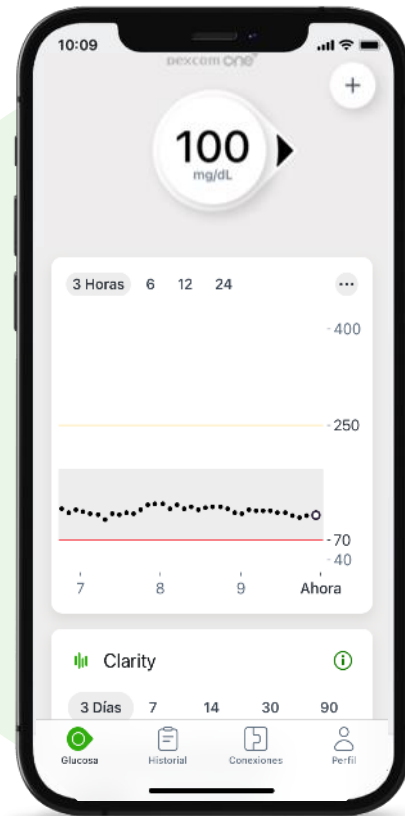 10:09
Dexcom ONE+
100
mg/dL
3 Horas 6 12 24
400
250
70
40
7 8 9 Ahora
Clarity
3 Días 7 14 30 90
Glucosa Historial Conexiones Perfil